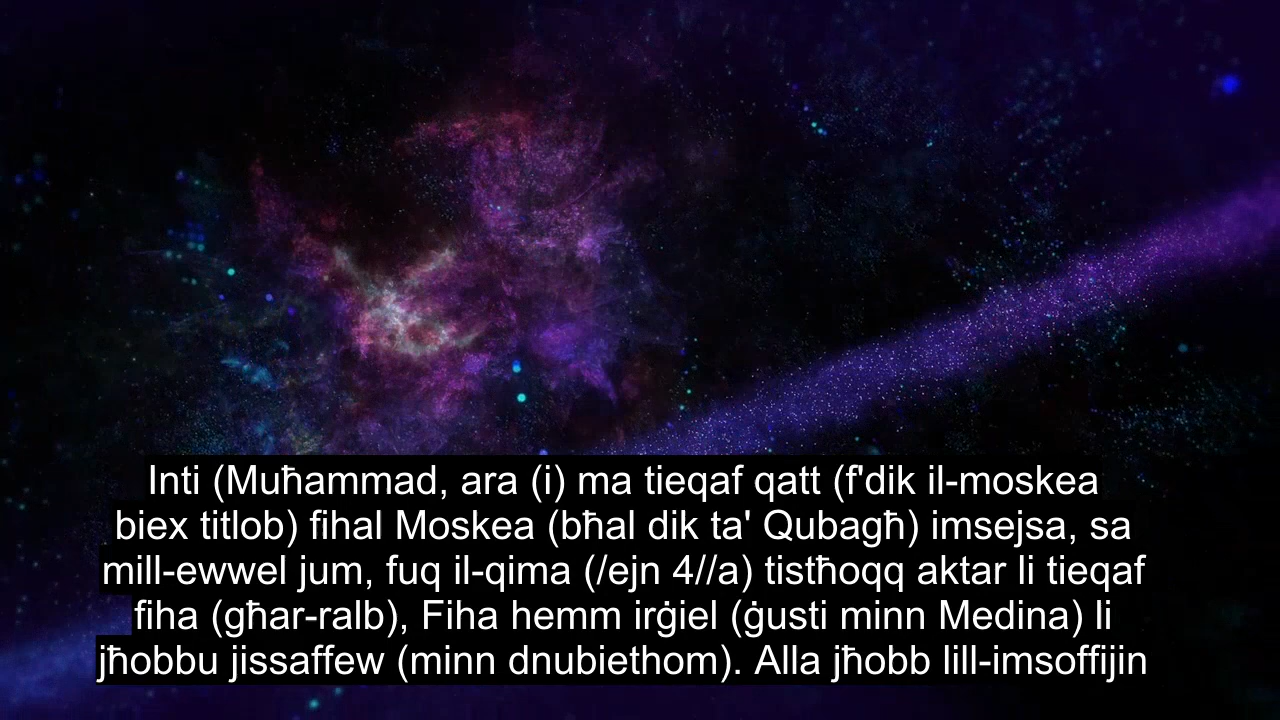 Inti (Muħammad, ara (i) ma tieqaf qatt (f'dik il-moskea
biex titlob) fihal Moskea (bħal dik ta' Qubagħ) imsejsa, sa
mill-ewwel jum, fuq il-qima (/ejn 4//a) tistħoqq aktar li tieqaf
fiha (għar-ralb), Fiha hemm irġiel (ġusti minn Medina) li
jħobbu jissaffew (minn dnubiethom). Alla jħobb lill-imsoffijin